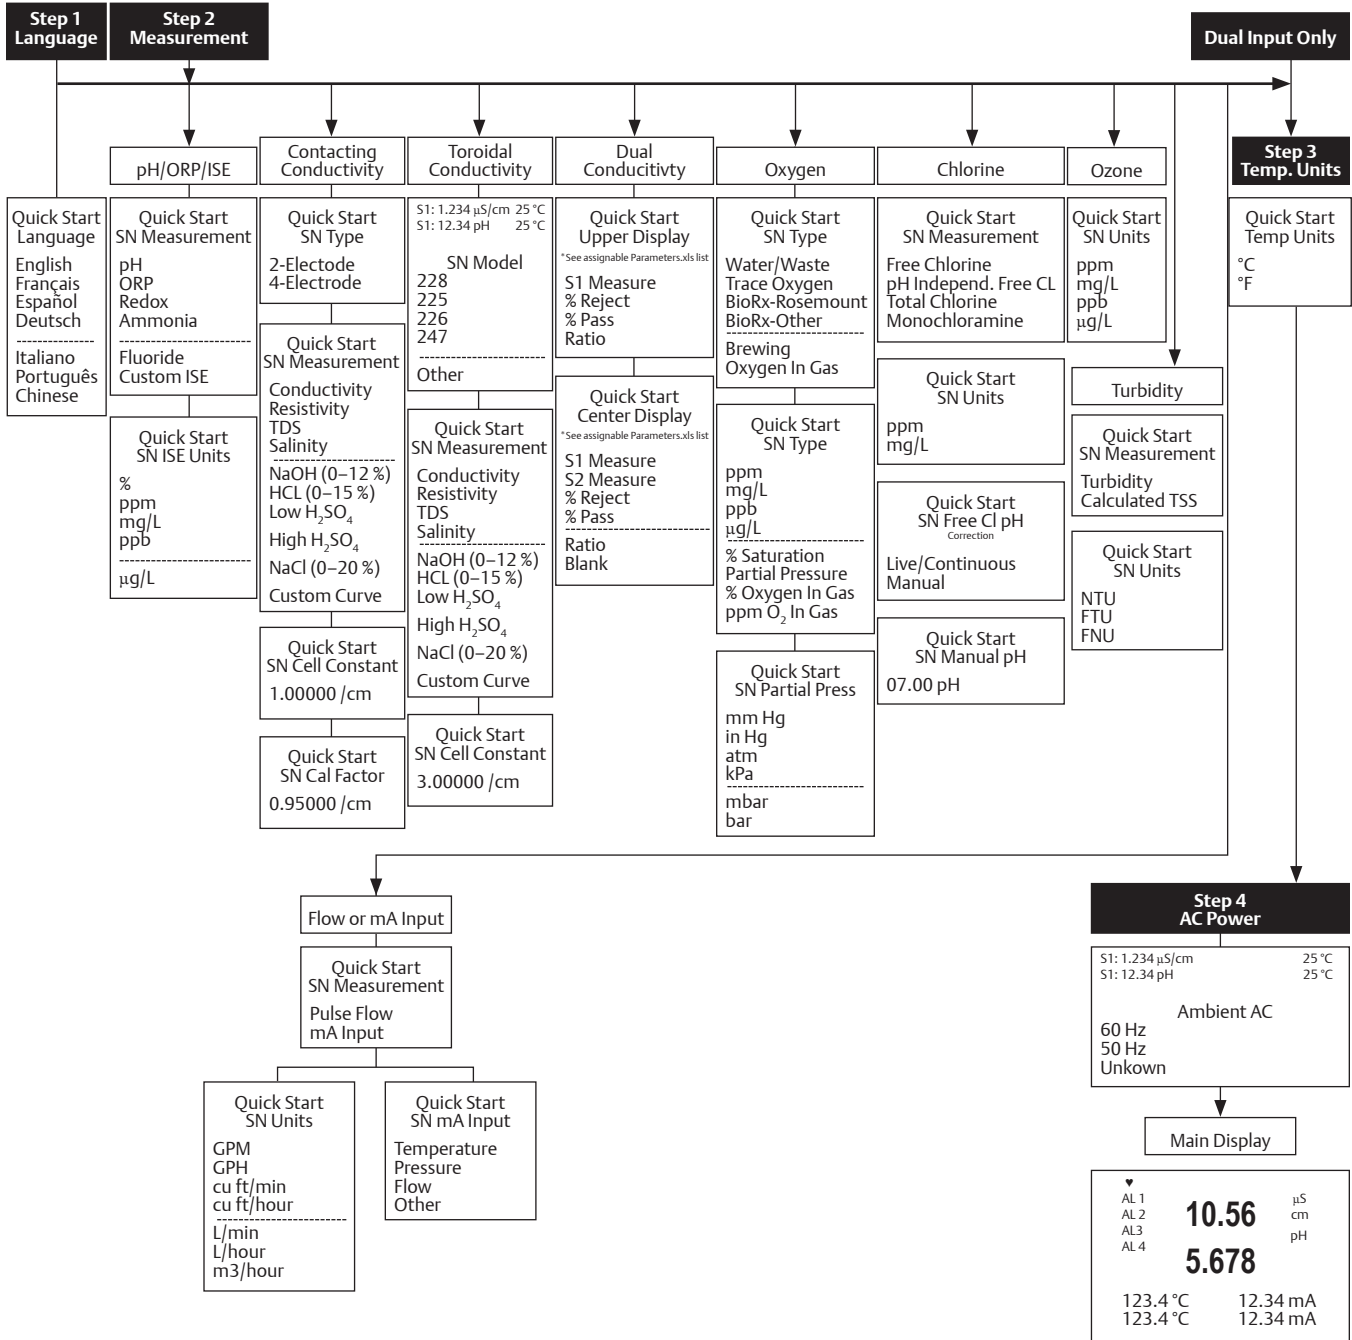 Step 1
Language
Step 2
Measurement
Dual Input Only
pH/ORP/ISE
Contacting
Conductivity
Toroidal
Conductivity
Dual
Conducitivty
Oxygen
Chlorine
Ozone
Step 3
Temp. Units
Quick Start
Language
English
Français
Español
Deutsch
Italiano
Português
Chinese
Quick Start
SN Measurement
pH
ORP
Redox
Ammonia
Fluoride
Custom ISE
Quick Start
SN ISE Units
%
ppm
mg/L
ppb
µg/L
Quick Start
SN Type
2-Electode
4-Electrode
Quick Start
SN Measurement
Conductivity
Resistivity
TDS
Salinity
NaOH (0–12 %)
HCL (0–15 %)
Low H₂SO₄
High H₂SO₄
NaCl (0–20 %)
Custom Curve
Quick Start
SN Cell Constant
1.00000 /cm
Quick Start
SN Cal Factor
0.95000 /cm
S1: 1.234 µS/cm 25 °C
S1: 12.34 pH 25 °C
SN Model
228
225
226
247
Other
Quick Start
SN Measurement
Conductivity
Resistivity
TDS
Salinity
NaOH (0–12 %)
HCL (0–15 %)
Low H₂SO₄
High H₂SO₄
NaCl (0–20 %)
Custom Curve
Quick Start
SN Cell Constant
3.00000 /cm
Quick Start
Upper Display
*See assignable Parameters.xls list
S1 Measure
% Reject
% Pass
Ratio
Quick Start
Center Display
*See assignable Parameters.xls list
S1 Measure
S2 Measure
% Reject
% Pass
Ratio
Blank
Quick Start
SN Type
Water/Waste
Trace Oxygen
BioRx-Rosemount
BioRx-Other
Brewing
Oxygen In Gas
Quick Start
SN Type
ppm
mg/L
ppb
µg/L
% Saturation
Partial Pressure
% Oxygen In Gas
ppm O₂ In Gas
Quick Start
SN Partial Press
mm Hg
in Hg
atm
kPa
mbar
bar
Quick Start
SN Measurement
Free Chlorine
pH Independ. Free CL
Total Chlorine
Monochloramine
Quick Start
SN Units
ppm
mg/L
Quick Start
SN Free Cl pH
Correction
Live/Continuous
Manual
Quick Start
SN Manual pH
07.00 pH
Quick Start
SN Units
ppm
mg/L
ppb
µg/L
Turbidity
Quick Start
SN Measurement
Turbidity
Calculated TSS
Quick Start
SN Units
NTU
FTU
FNU
Quick Start
Temp Units
°C
°F
Flow or mA Input
Quick Start
SN Measurement
Pulse Flow
mA Input
Quick Start
SN Units
GPM
GPH
cu ft/min
cu ft/hour
L/min
L/hour
m3/hour
Quick Start
SN mA Input
Temperature
Pressure
Flow
Other
Step 4
AC Power
S1: 1.234 µS/cm 25 °C
S1: 12.34 pH 25 °C
Ambient AC
60 Hz
50 Hz
Unkown
Main Display
♥
AL 1
AL 2
AL3
AL 4
10.56
µS
cm
pH
5.678
123.4 °C 12.34 mA
123.4 °C 12.34 mA